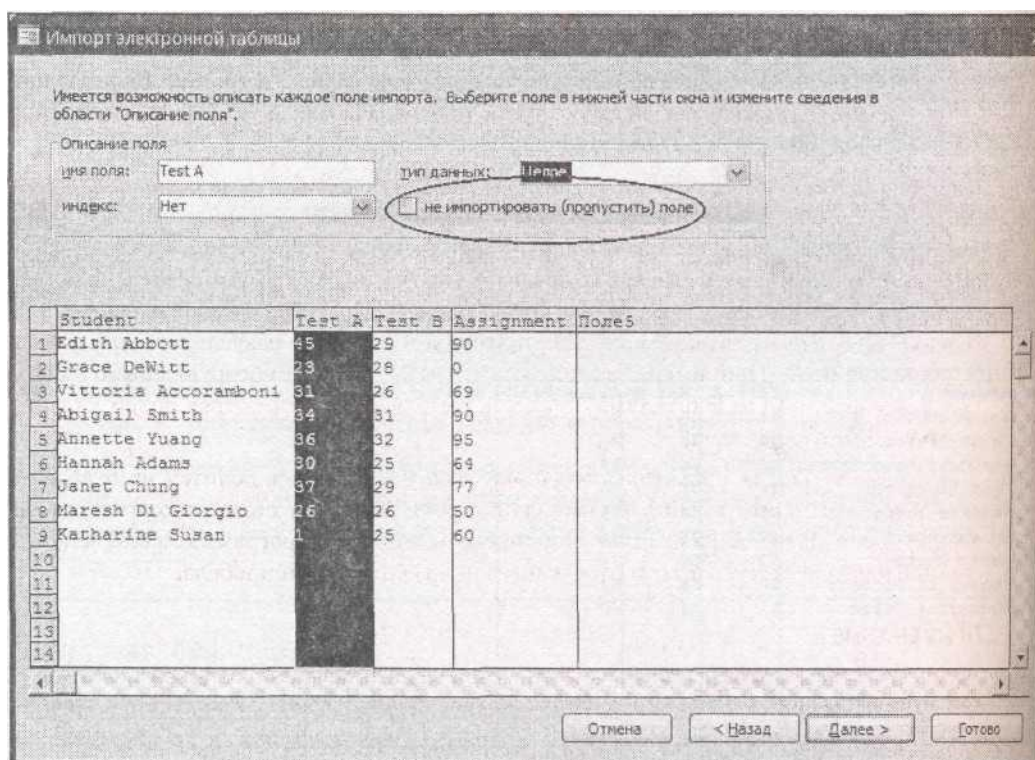 Импорт электронной таблицы
Имеется возможность описать каждое поле импорта. Выберите поле в нижней части окна и измените сведения в
области "Описание поля".
Описание поля
имя поля: Test A тип данных: Целое
индекс: Нет не импортировать (пропустить) поле
Student Test A Test B Assignment Поле5
1 Edith Abbott 45 29 90
2 Grace DeWitt 23 28 0
3 Vittoria Accoramboni 31 26 69
4 Abigail Smith 34 31 90
5 Annette Yuang 36 32 95
6 Hannah Adams 30 25 64
7 Janet Chung 37 29 77
8 Maresh Di Giorgio 26 26 50
9 Katharine Susan 1 25 60
10
11
12
13
14
Отмена < Назад Далее > Готово